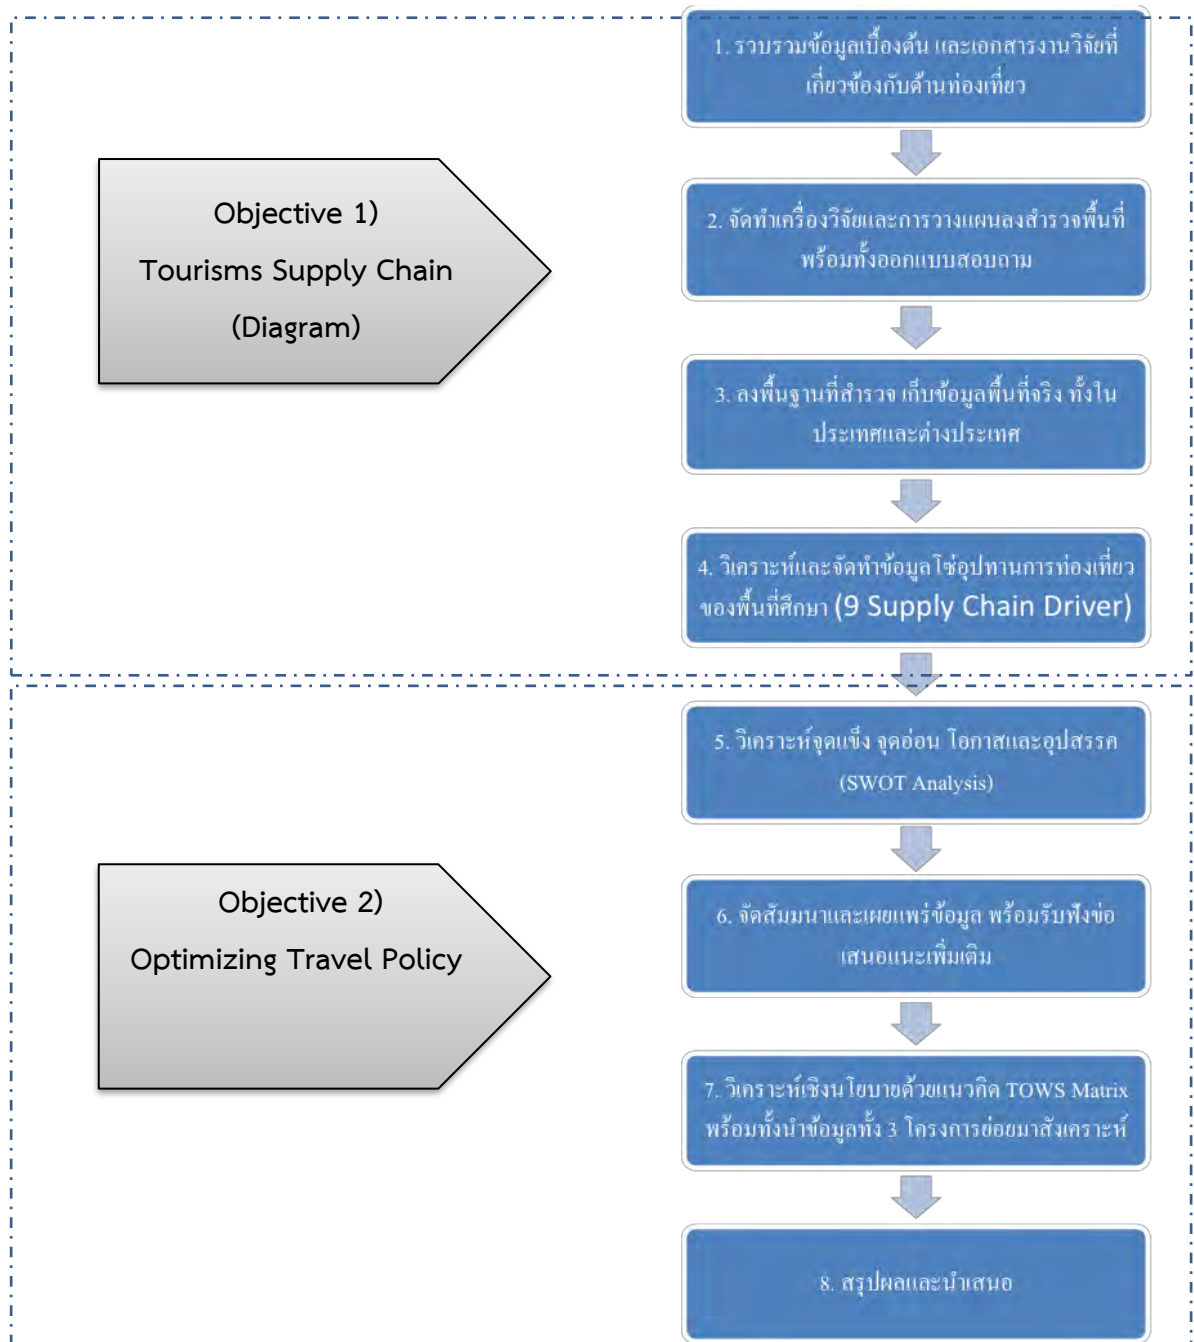 1. รวบรวมข้อมูลเบื้องต้น และเอกสารงานวิจัยที่
เกี่ยวข้องกับด้านท่องเที่ยว
Objective 1)
Tourisms Supply Chain
(Diagram)
2. จัดทำเครื่องวิจัยและการวางแผนลงสำรวจพื้นที่
พร้อมทั้งออกแบบสอบถาม
3. ลงพื้นฐานที่สำรวจ เก็บข้อมูลพื้นที่จริง ทั้งใน
ประเทศและต่างประเทศ
4. วิเคราะห์และจัดทำข้อมูลโซ่อุปทานการท่องเที่ยว
ของพื้นที่ศึกษา (9 Supply Chain Driver)
5. วิเคราะห์จุดแข็ง จุดอ่อน โอกาสและอุปสรรค
(SWOT Analysis)
Objective 2)
Optimizing Travel Policy
6. จัดสัมมนาและเผยแพร่ข้อมูล พร้อมรับฟังข่อ
เสนอแนะเพิ่มเติม
7. วิเคราะห์เชิงนโยบายด้วยแนวคิด TOWS Matrix
พร้อมทั้งนำข้อมูลทั้ง 3 โครงการย่อยมาสังเคราะห์
8. สรุปผลและนำเสนอ